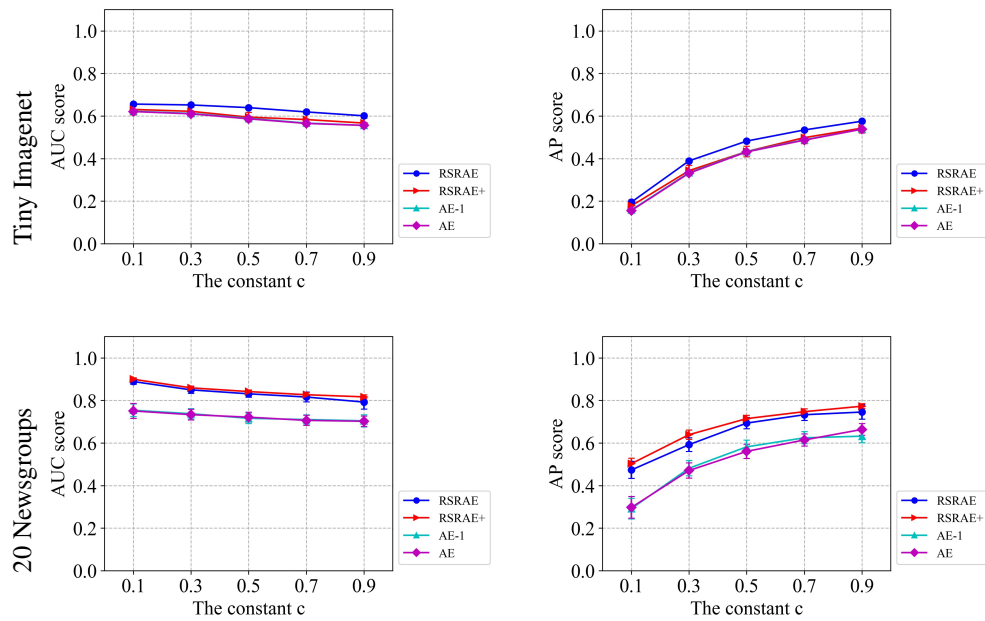 Tiny Imagenet
AUC score
1.0
0.8
0.6
0.4
0.2
0.0
0.1 0.3 0.5 0.7 0.9
The constant c
RSRAE
RSRAE+
AE-1
AE
AP score
1.0
0.8
0.6
0.4
0.2
0.0
0.1 0.3 0.5 0.7 0.9
The constant c
RSRAE
RSRAE+
AE-1
AE
20 Newsgroups
AUC score
1.0
0.8
0.6
0.4
0.2
0.0
0.1 0.3 0.5 0.7 0.9
The constant c
RSRAE
RSRAE+
AE-1
AE
AP score
1.0
0.8
0.6
0.4
0.2
0.0
0.1 0.3 0.5 0.7 0.9
The constant c
RSRAE
RSRAE+
AE-1
AE